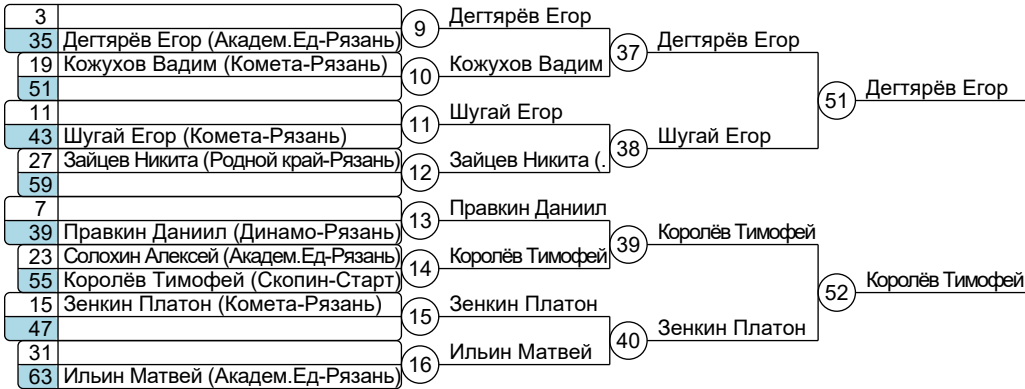 3
35 Дегтярёв Егор (Академ.Ед-Рязань)
9 Дегтярёв Егор
19 Кожухов Вадим (Комета-Рязань)
51
10 Кожухов Вадим
37 Дегтярёв Егор
11
43 Шугай Егор (Комета-Рязань)
11 Шугай Егор
27 Зайцев Никита (Родной край-Рязань)
59
12 Зайцев Никита (.
38 Шугай Егор
51 Дегтярёв Егор
7
39 Правкин Даниил (Динамо-Рязань)
13 Правкин Даниил
23 Солохин Алексей (Академ.Ед-Рязань)
55 Королёв Тимофей (Скопин-Старт)
14 Королёв Тимофей
39 Королёв Тимофей
15 Зенкин Платон (Комета-Рязань)
47
15 Зенкин Платон
31
63 Ильин Матвей (Академ.Ед-Рязань)
16 Ильин Матвей
40 Зенкин Платон
52 Королёв Тимофей